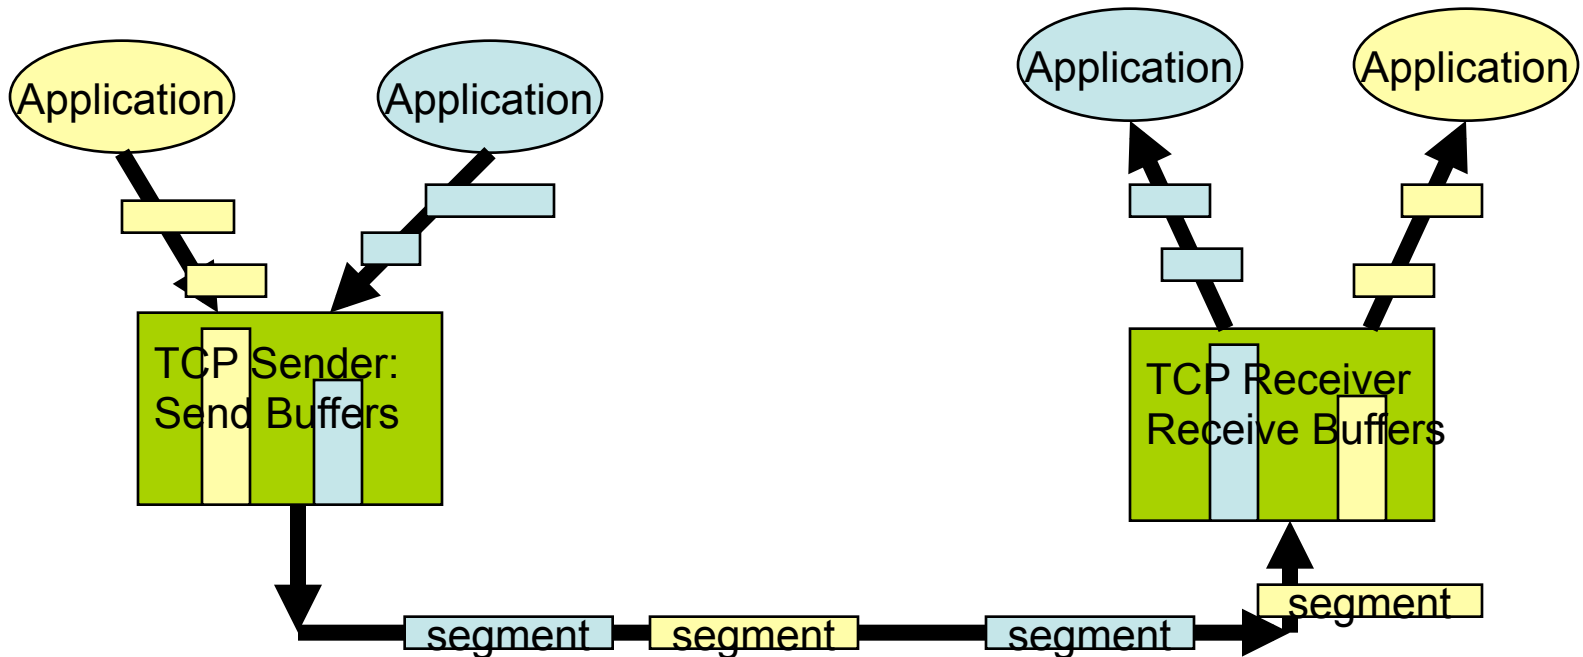 Application
Application
Application
Application
TCP Sender:
Send Buffers
TCP Receiver
Receive Buffers
segment
segment
segment
segment